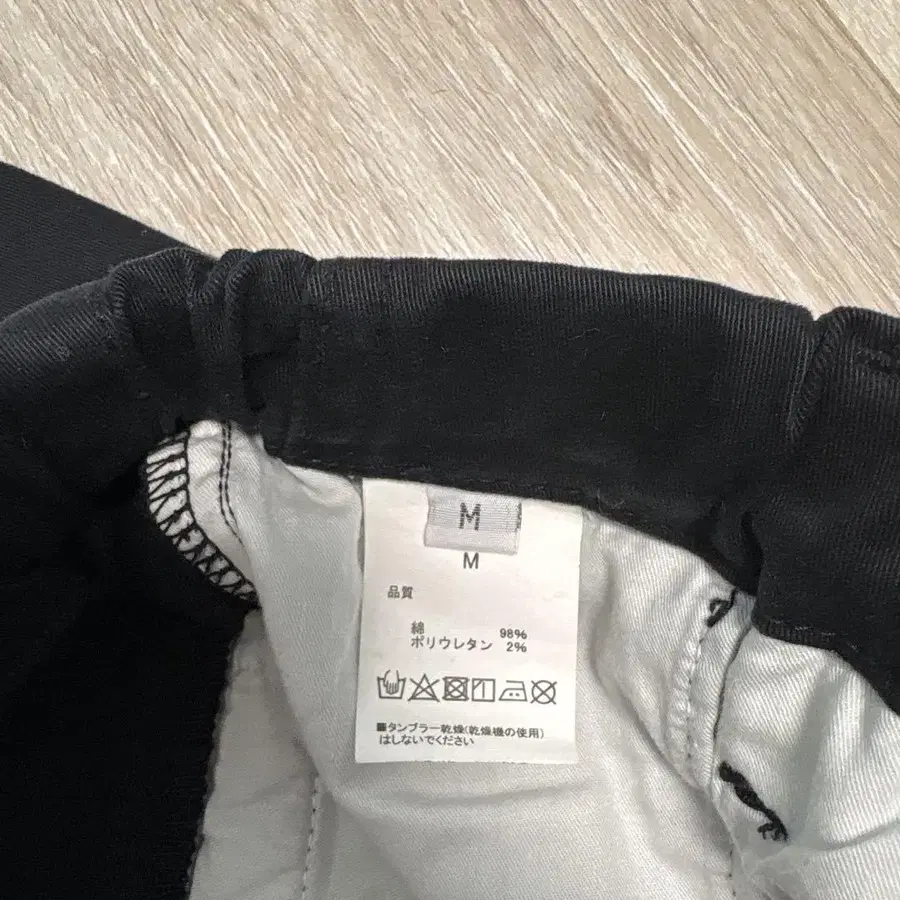 M
M
品質
綿 98%
ポリウレタン 2%
■タンブラー乾燥(乾燥機の使用)
はしないでください